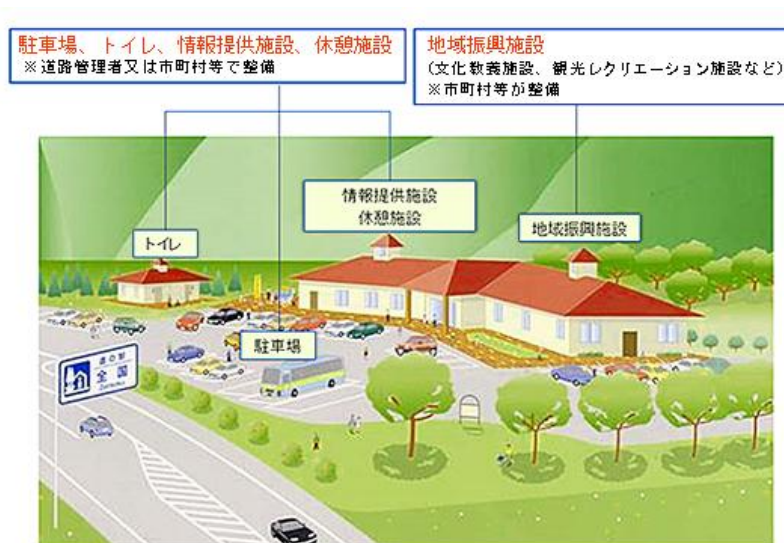 駐車場、トイレ、情報提供施設、休憩施設
※道路管理者又は市町村等で整備
地域振興施設
(文化教養施設、観光レクリエーション施設など)
※市町村等が整備
情報提供施設
休憩施設
トイレ
地域振興施設
駐車場
道の駅
全国